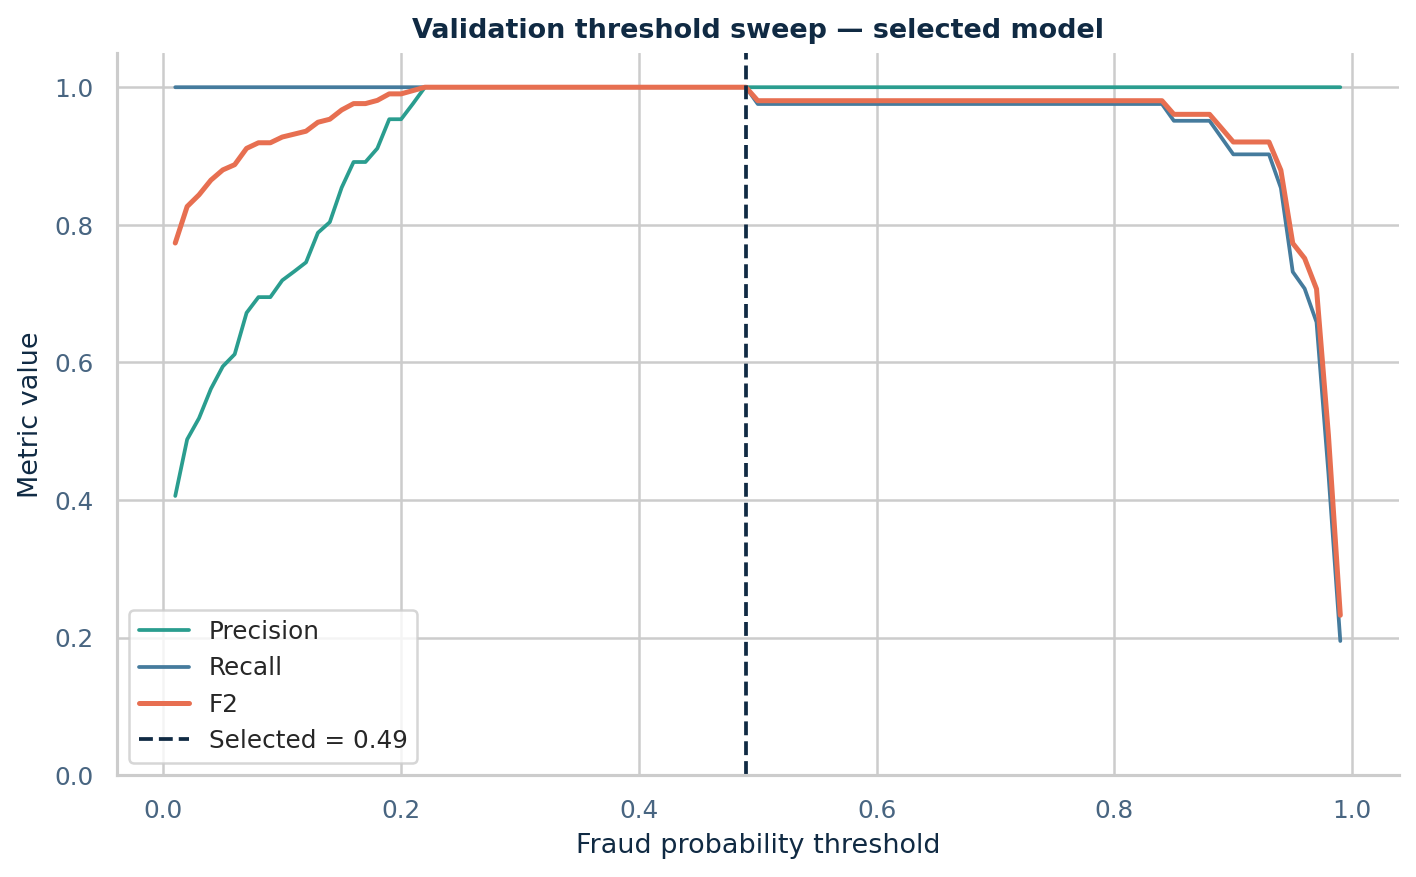 Validation threshold sweep — selected model
Metric value
1.0
0.8
0.6
0.4
0.2
0.0
Precision
Recall
F2
Selected = 0.49
0.0 0.2 0.4 0.6 0.8 1.0
Fraud probability threshold